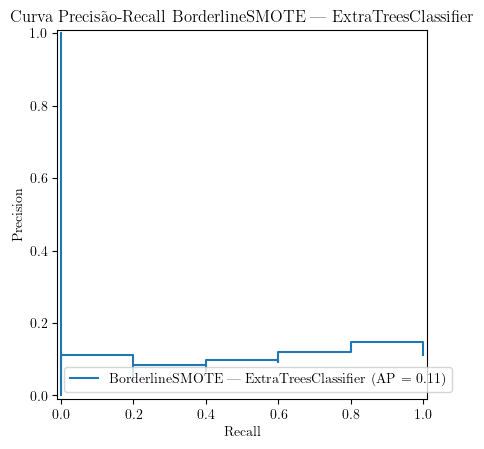 Curva Precisão-Recall BorderlineSMOTE — ExtraTreesClassifier
1.0
0.8
0.6
0.4
0.2
0.0
Precision
BorderlineSMOTE — ExtraTreesClassifier (AP = 0.11)
0.0 0.2 0.4 0.6 0.8 1.0
Recall